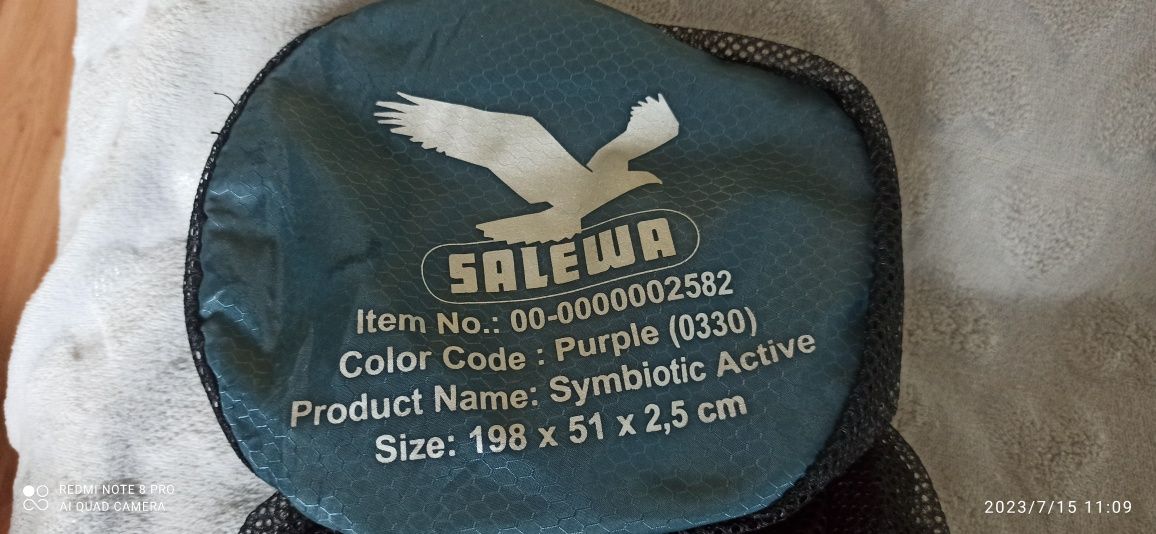 SALEWA
Item No.: 00-0000002582
Color Code : Purple (0330)
Product Name: Symbiotic Active
Size: 198 x 51 x 2,5 cm
REDMI NOTE 8 PRO
AI QUAD CAMERA
2023/7/15 11:09